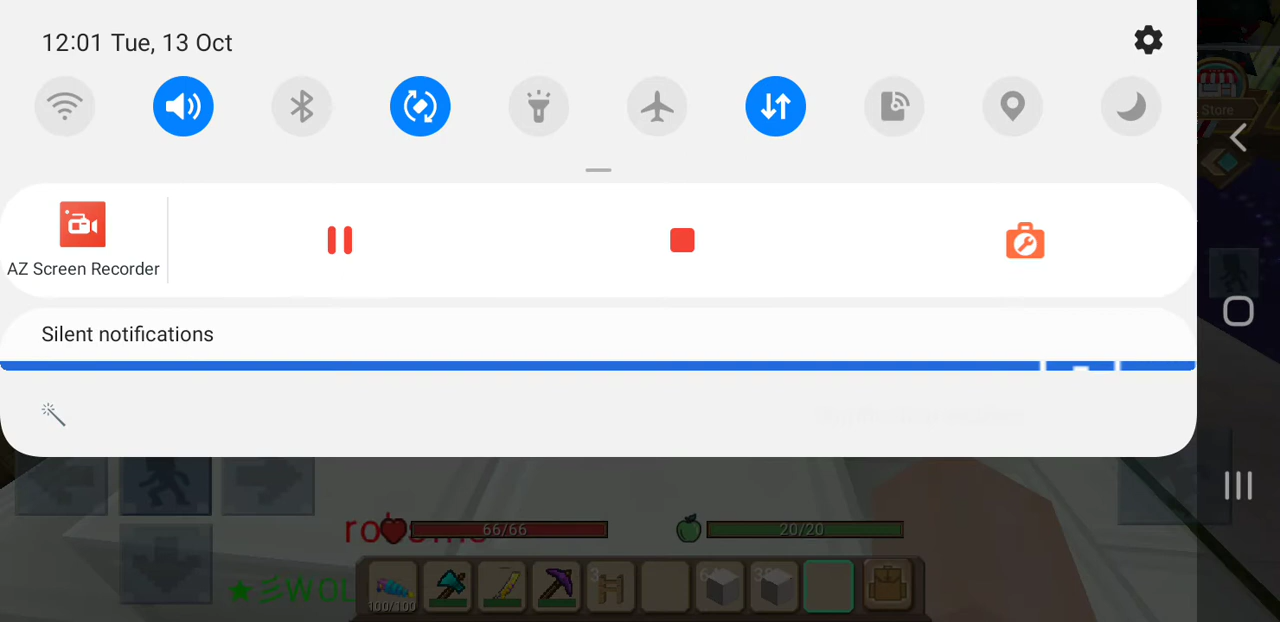 12:01 Tue, 13 Oct
Store
AZ Screen Recorder
Silent notifications
66/66
20/20
100/100